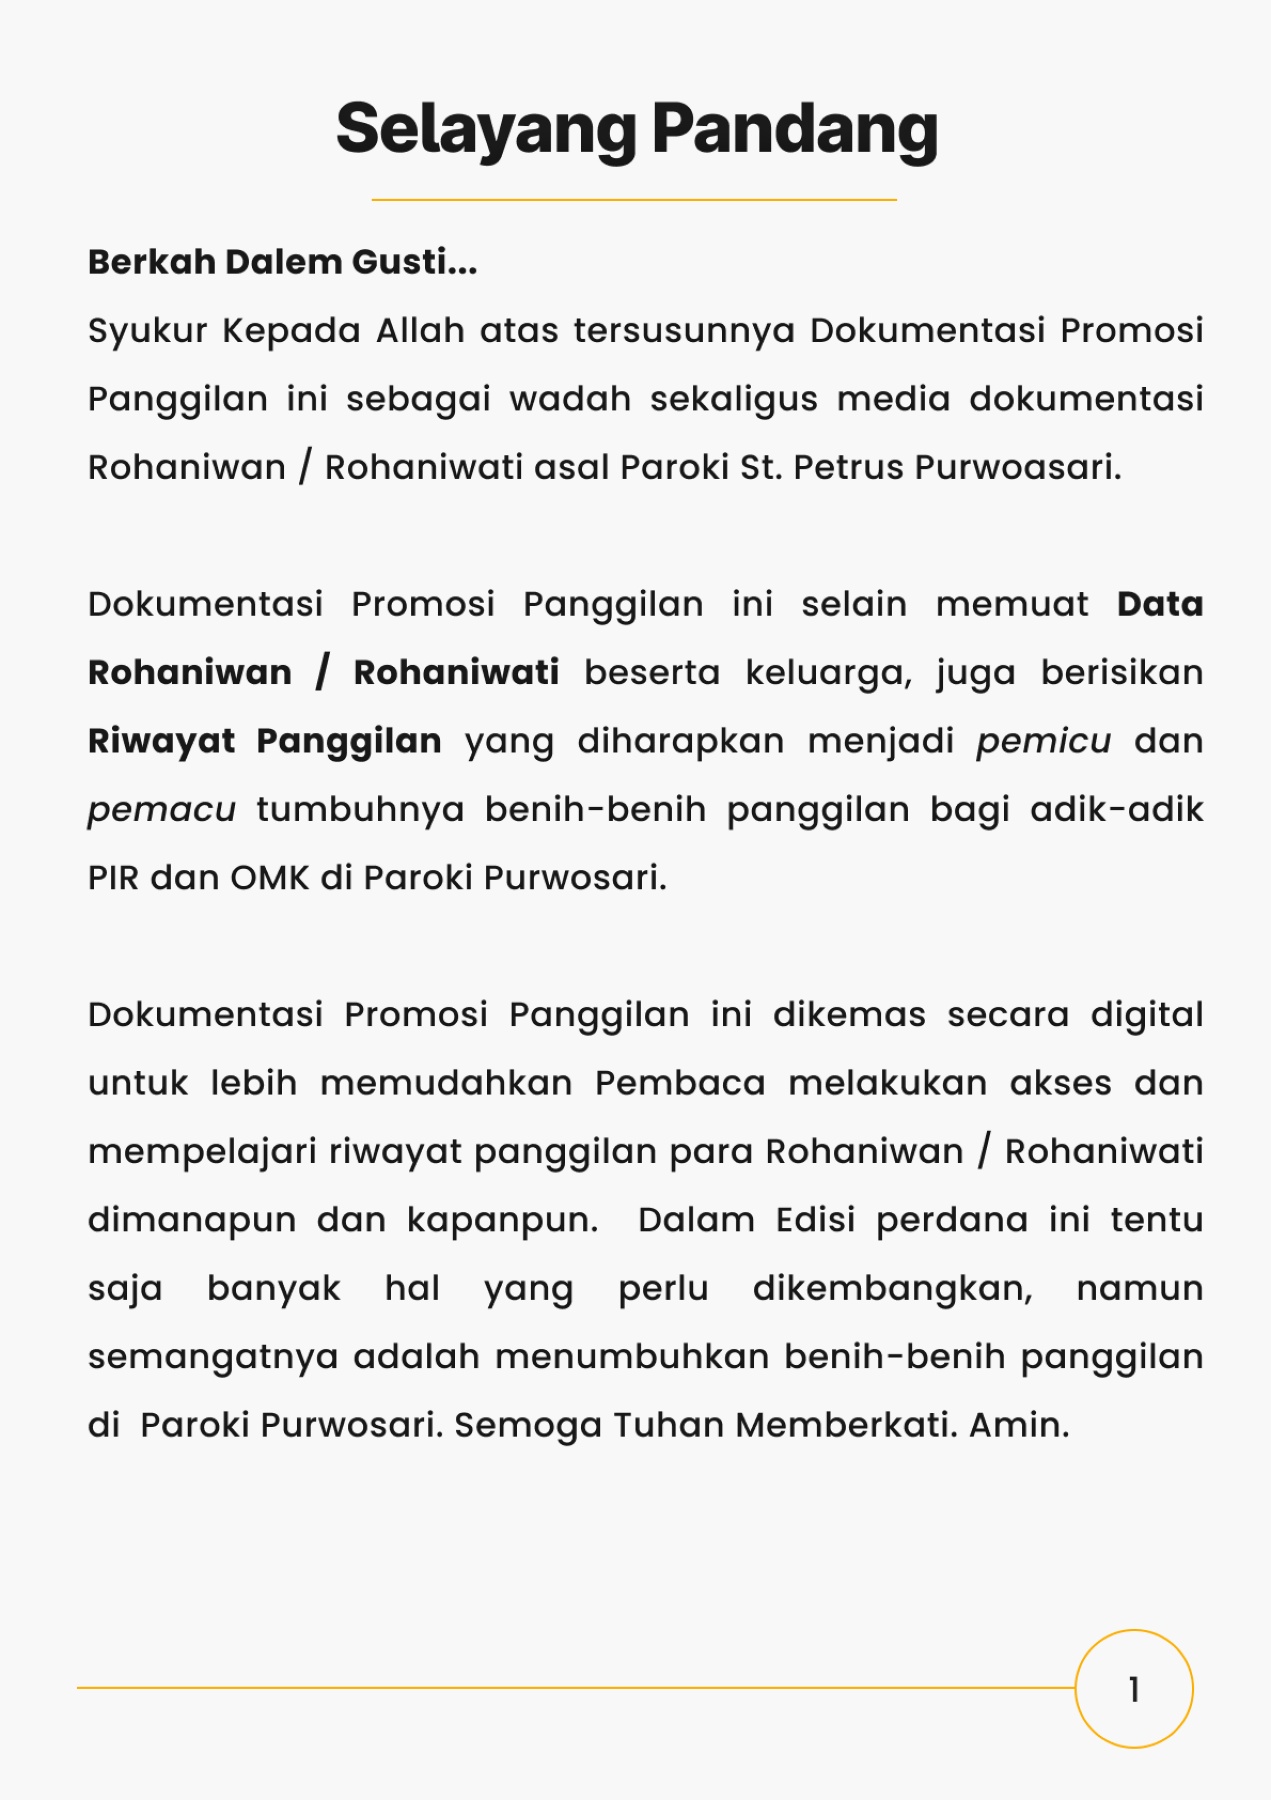 Selayang Pandang
Berkah Dalem Gusti...
Syukur Kepada Allah atas tersusunnya Dokumentasi Promosi
Panggilan ini sebagai wadah sekaligus media dokumentasi
Rohaniwan / Rohaniwati asal Paroki St. Petrus Purwoasari.
Dokumentasi Promosi Panggilan ini selain memuat Data
Rohaniwan / Rohaniwati beserta keluarga, juga berisikan
Riwayat Panggilan yang diharapkan menjadi pemicu dan
pemacu tumbuhnya benih-benih panggilan bagi adik-adik
PIR dan OMK di Paroki Purwosari.
Dokumentasi Promosi Panggilan ini dikemas secara digital
untuk lebih memudahkan Pembaca melakukan akses dan
mempelajari riwayat panggilan para Rohaniwan / Rohaniwati
dimanapun dan kapanpun.  Dalam Edisi perdana ini tentu
saja banyak hal yang perlu dikembangkan, namun
semangatnya adalah menumbuhkan benih-benih panggilan
di  Paroki Purwosari. Semoga Tuhan Memberkati. Amin.
1